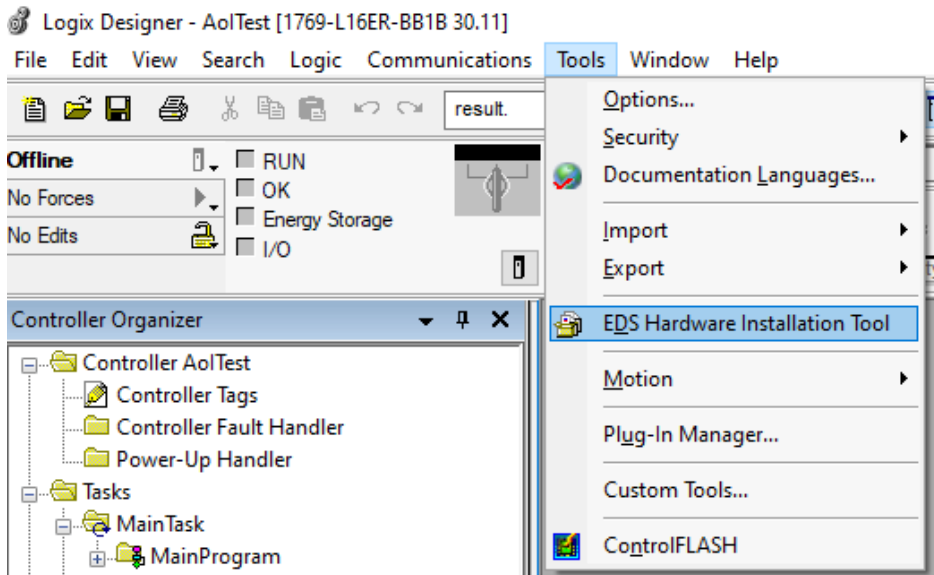 Logix Designer - AolTest [1769-L16ER-BB1B 30.11]
File Edit View Search Logic Communications Tools Window Help
result.
Offline
RUN
No Forces
OK
No Edits
Energy Storage
I/O
Options...
Security
Documentation Languages...
Import
Export
EDS Hardware Installation Tool
Motion
Plug-In Manager...
Custom Tools...
ControlFLASH
Controller Organizer
Controller AolTest
Controller Tags
Controller Fault Handler
Power-Up Handler
Tasks
MainTask
MainProgram